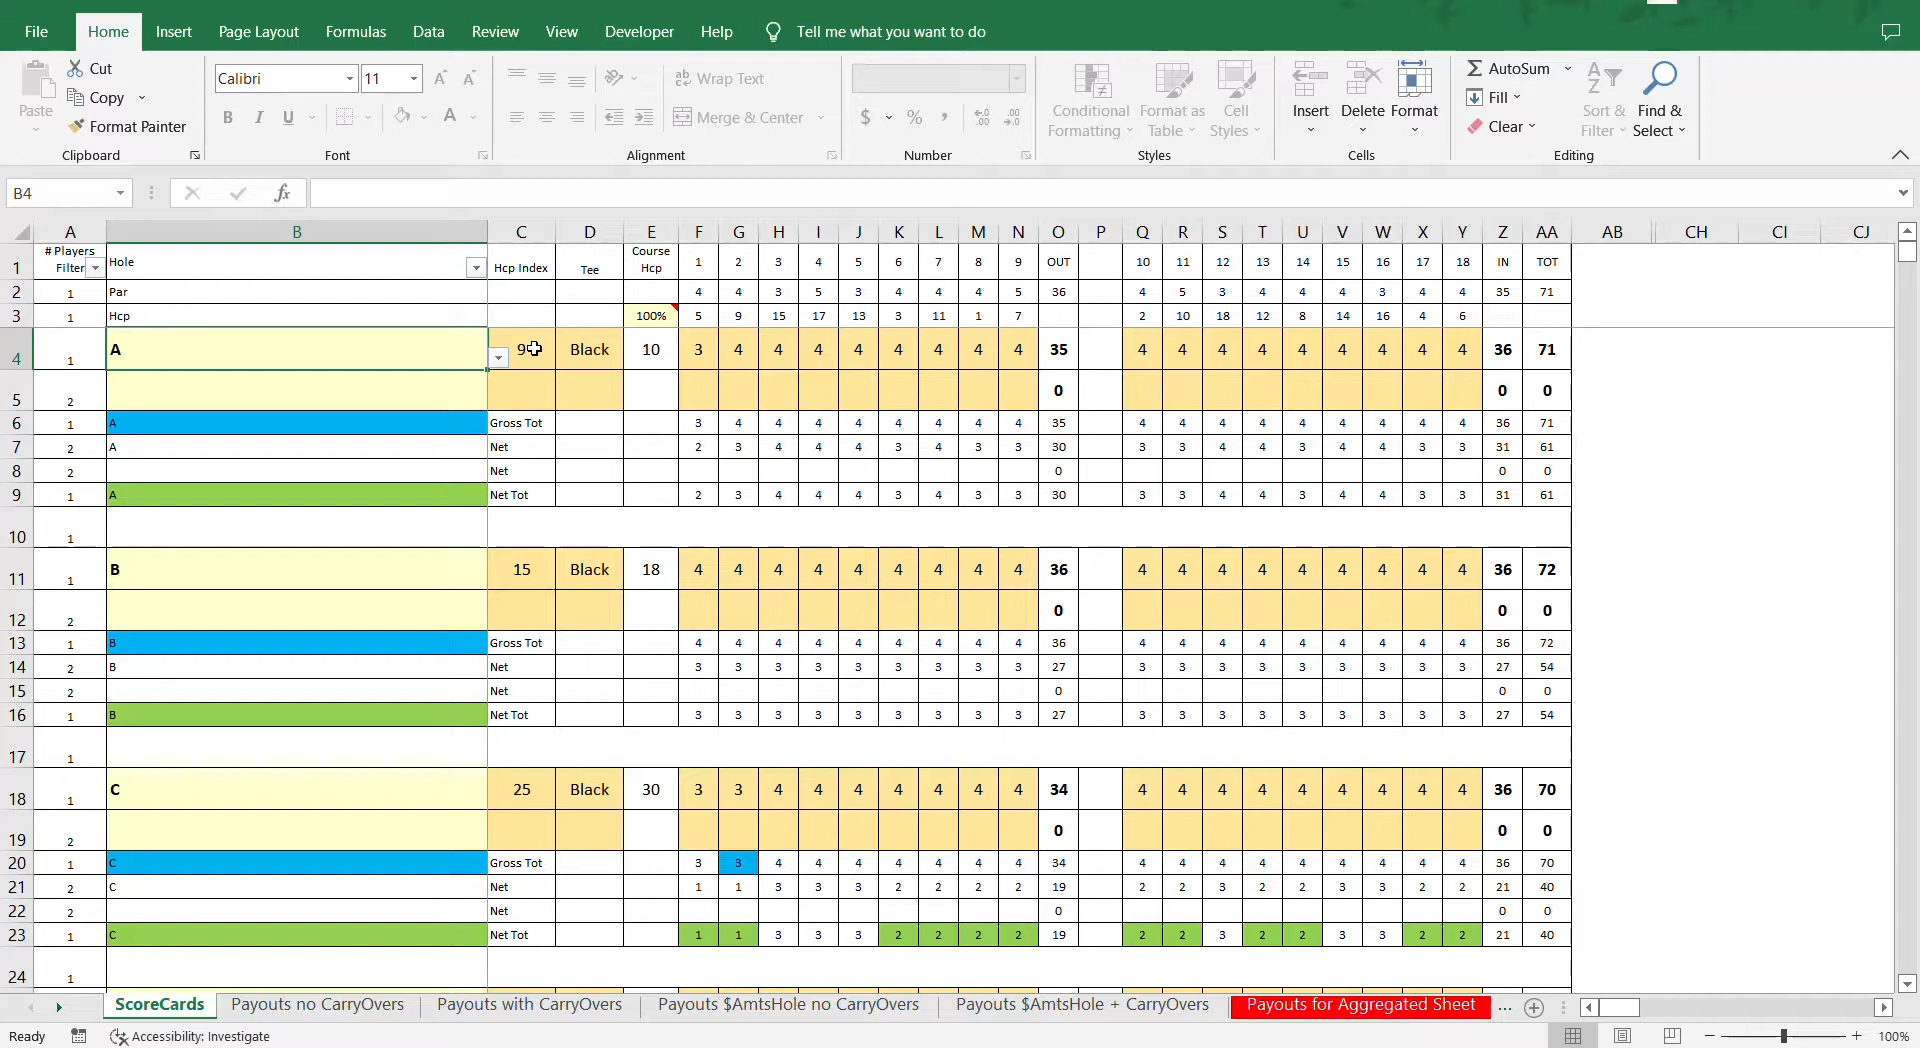 File Home Insert Page Layout Formulas Data Review View Developer Help Tell me what you want to do
Paste Cut Copy Format Painter Clipboard
Calibri 11 A A B I U A Font
ab Wrap Text Merge & Center Alignment
$ % , Number
Conditional Formatting Format as Table Cell Styles Styles
Insert Delete Format Cells
AutoSum Fill Clear Sort & Filter Find & Select Editing
B4 fx
A B C D E F G H I J K L M N O P Q R S T U V W X Y Z AA AB CH CI CJ
1 # Players Filter Hole Hcp Index Tee Course Hcp 1 2 3 4 5 6 7 8 9 OUT 10 11 12 13 14 15 16 17 18 IN TOT
2 1 Par 4 4 3 5 3 4 4 4 5 36 4 5 3 4 4 4 3 4 4 35 71
3 1 Hcp 100% 5 9 15 17 13 3 11 1 7 2 10 18 12 8 14 16 4 6
4 1 A 9 Black 10 3 4 4 4 4 4 4 4 4 35 4 4 4 4 4 4 4 4 4 36 71
5 2 0 0 0
6 1 A Gross Tot 3 4 4 4 4 4 4 4 4 35 4 4 4 4 4 4 4 4 4 36 71
7 2 A Net 2 3 4 4 4 3 4 3 3 30 3 3 4 4 3 4 4 3 3 31 61
8 2 Net 0 0 0
9 1 A Net Tot 2 3 4 4 4 3 4 3 3 30 3 3 4 4 3 4 4 3 3 31 61
10 1
11 1 B 15 Black 18 4 4 4 4 4 4 4 4 4 36 4 4 4 4 4 4 4 4 4 36 72
12 2 0 0 0
13 1 B Gross Tot 4 4 4 4 4 4 4 4 4 36 4 4 4 4 4 4 4 4 4 36 72
14 2 B Net 3 3 3 3 3 3 3 3 3 27 3 3 3 3 3 3 3 3 3 27 54
15 2 Net 0 0 0
16 1 B Net Tot 3 3 3 3 3 3 3 3 3 27 3 3 3 3 3 3 3 3 3 27 54
17 1
18 1 C 25 Black 30 3 3 4 4 4 4 4 4 4 34 4 4 4 4 4 4 4 4 4 36 70
19 2 0 0 0
20 1 C Gross Tot 3 3 4 4 4 4 4 4 4 34 4 4 4 4 4 4 4 4 4 36 70
21 2 C Net 1 1 3 3 3 2 2 2 2 19 2 2 3 2 2 3 3 2 2 21 40
22 2 Net 0 0 0
23 1 C Net Tot 1 1 3 3 3 2 2 2 2 19 2 2 3 2 2 3 3 2 2 21 40
24 1
ScoreCards Payouts no CarryOvers Payouts with CarryOvers Payouts $AmtsHole no CarryOvers Payouts $AmtsHole + CarryOvers Payouts for Aggregated Sheet ...
Ready Accessibility: Investigate 100%